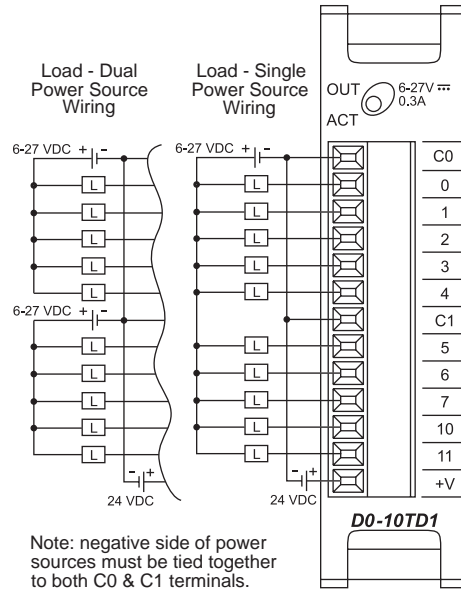 Load - Dual
Power Source
Wiring
Load - Single
Power Source
Wiring
OUT
ACT
6-27V
0.3A
6-27 VDC + -
L
L
L
L
L
6-27 VDC + -
L
L
L
L
L
- +
24 VDC
6-27 VDC + -
L
L
L
L
L
L
L
L
L
L
- +
24 VDC
C0
0
1
2
3
4
C1
5
6
7
10
11
+V
D0-10TD1
Note: negative side of power
sources must be tied together
to both C0 & C1 terminals.